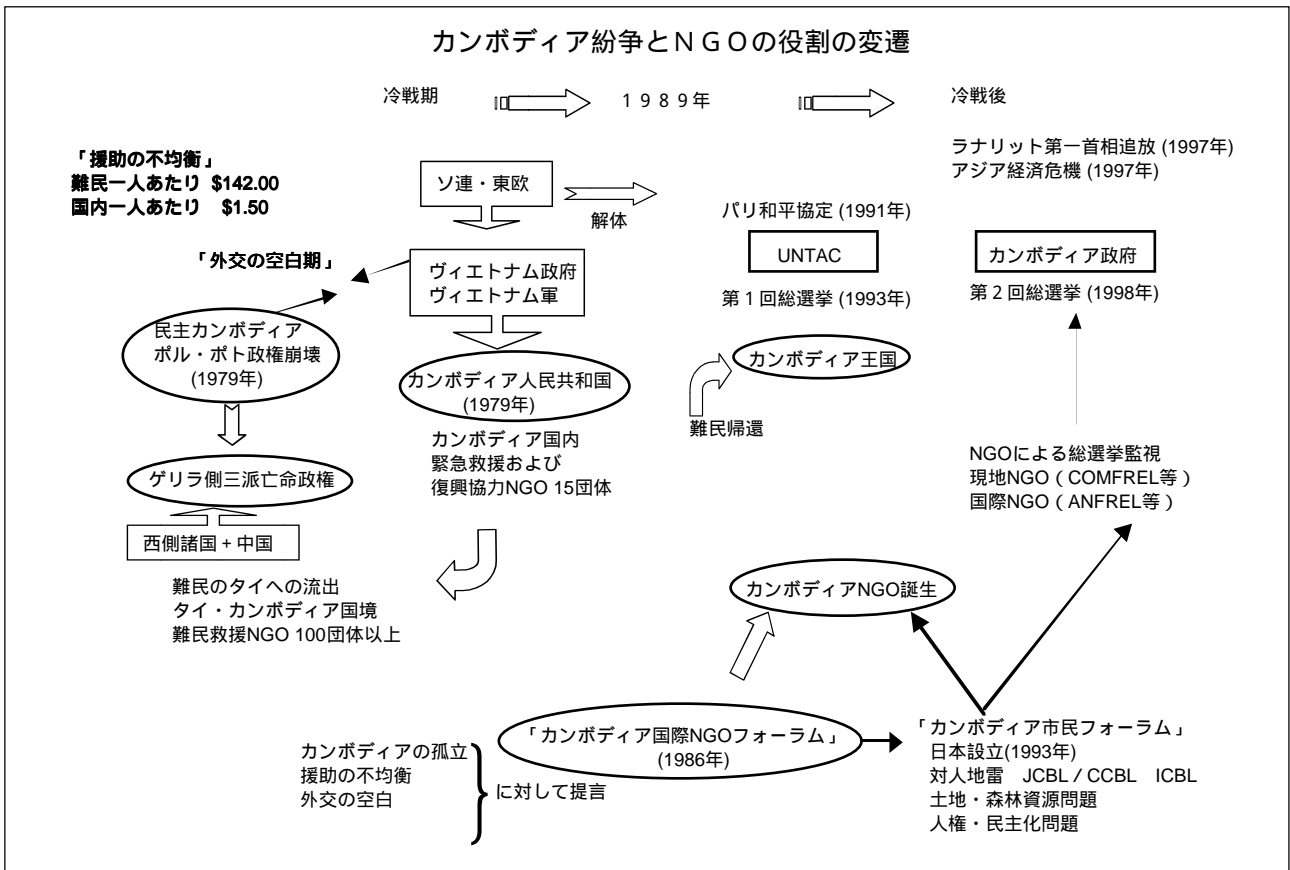 カンボディア紛争とＮＧＯの役割の変遷
冷戦期
１９８９年
冷戦後
「援助の不均衡」
難民一人あたり $142.00
国内一人あたり $1.50
ラナリット第一首相追放 (1997年)
アジア経済危機 (1997年)
ソ連・東欧
解体
パリ和平協定 (1991年)
UNTAC
第１回総選挙 (1993年)
カンボディア政府
第２回総選挙 (1998年)
「外交の空白期」
ヴィエトナム政府
ヴィエトナム軍
民主カンボディア
ポル・ポト政権崩壊
(1979年)
カンボディア人民共和国
(1979年)
カンボディア王国
難民帰還
カンボディア国内
緊急救援および
復興協力NGO 15団体
ゲリラ側三派亡命政権
西側諸国 + 中国
難民のタイへの流出
タイ・カンボディア国境
難民救援NGO 100団体以上
NGOによる総選挙監視
現地NGO（COMFREL等）
国際NGO（ANFREL等）
カンボディアNGO誕生
「カンボディア国際NGOフォーラム」
(1986年)
カンボディアの孤立
援助の不均衡
外交の空白
に対して提言
「カンボディア市民フォーラム」
日本設立(1993年)
対人地雷　JCBL / CCBL　ICBL
土地・森林資源問題
人権・民主化問題